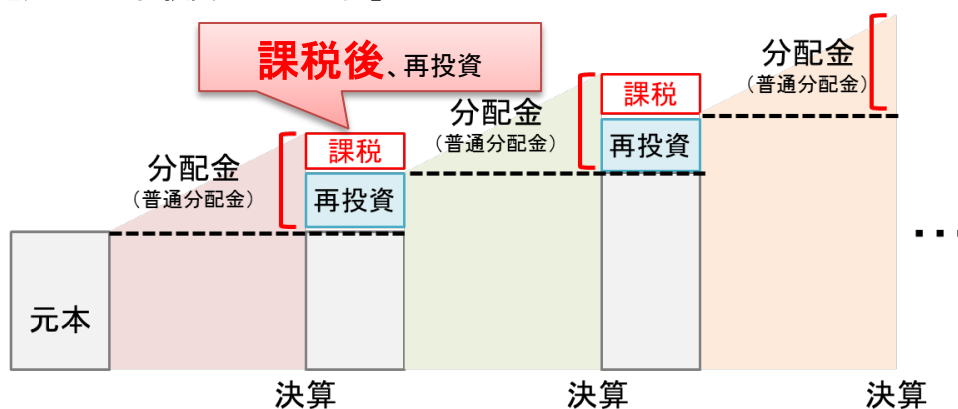 課税後、再投資
分配金
(普通分配金)
課税
再投資
分配金
(普通分配金)
課税
再投資
分配金
(普通分配金)
元本
…
決算
決算
決算